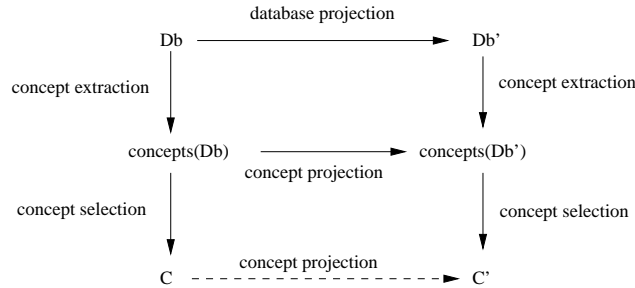 database projection
Db
Db'
concept extraction
concept extraction
concepts(Db)
concepts(Db')
concept projection
concept selection
concept selection
concept projection
C
C'